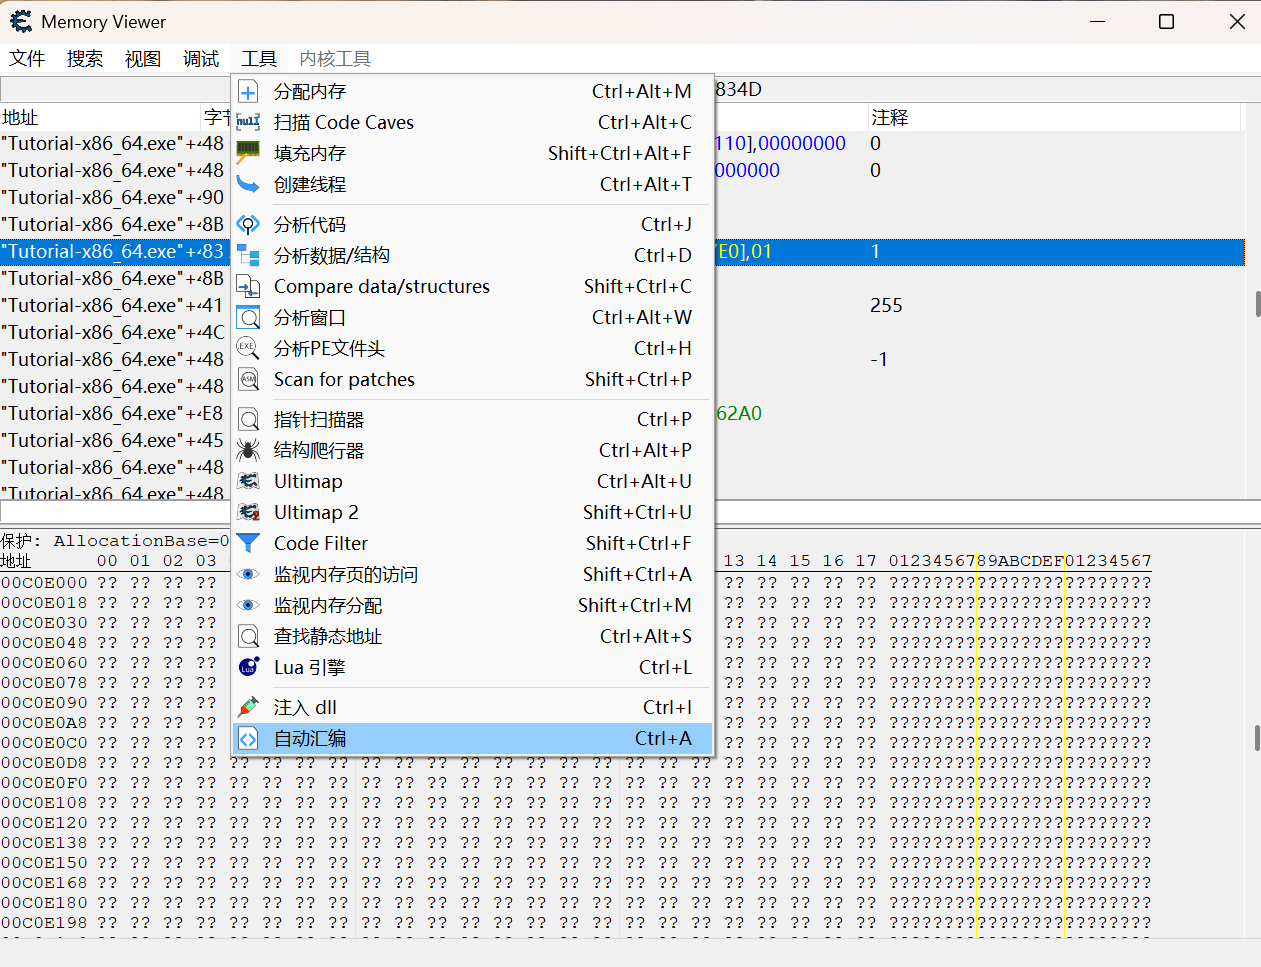 Memory Viewer
文件 搜索 视图 调试 工具 内核工具
834D
地址 字节 注释
"Tutorial-x86_64.exe"+ 48 110],00000000 0
"Tutorial-x86_64.exe"+ 48 000000 0
"Tutorial-x86_64.exe"+ 90
"Tutorial-x86_64.exe"+ 8B
"Tutorial-x86_64.exe"+ 83 E0],01 1
"Tutorial-x86_64.exe"+ 8B
"Tutorial-x86_64.exe"+ 41 255
"Tutorial-x86_64.exe"+ 4C
"Tutorial-x86_64.exe"+ 48 -1
"Tutorial-x86_64.exe"+ 48
"Tutorial-x86_64.exe"+ E8 62A0
"Tutorial-x86_64.exe"+ 45
"Tutorial-x86_64.exe"+ 48
"Tutorial-x86_64.exe"+ 48
分配内存 Ctrl+Alt+M
扫描 Code Caves Ctrl+Alt+C
填充内存 Shift+Ctrl+Alt+F
创建线程 Ctrl+Alt+T
分析代码 Ctrl+J
分析数据/结构 Ctrl+D
Compare data/structures Shift+Ctrl+C
分析窗口 Ctrl+Alt+W
分析PE文件头 Ctrl+H
Scan for patches Shift+Ctrl+P
指针扫描器 Ctrl+P
结构爬行器 Ctrl+Alt+P
Ultimap Ctrl+Alt+U
Ultimap 2 Shift+Ctrl+U
Code Filter Shift+Ctrl+F
监视内存页的访问 Shift+Ctrl+A
监视内存分配 Shift+Ctrl+M
查找静态地址 Ctrl+Alt+S
Lua 引擎 Ctrl+L
注入 dll Ctrl+I
自动汇编 Ctrl+A
保护: AllocationBase=0
地址 00 01 02 03 13 14 15 16 17 0123456789ABCDEF01234567
00C0E000 ?? ?? ?? ?? ?? ?? ?? ?? ?? ????????????????????????
00C0E018 ?? ?? ?? ?? ?? ?? ?? ?? ?? ????????????????????????
00C0E030 ?? ?? ?? ?? ?? ?? ?? ?? ?? ????????????????????????
00C0E048 ?? ?? ?? ?? ?? ?? ?? ?? ?? ????????????????????????
00C0E060 ?? ?? ?? ?? ?? ?? ?? ?? ?? ????????????????????????
00C0E078 ?? ?? ?? ?? ?? ?? ?? ?? ?? ????????????????????????
00C0E090 ?? ?? ?? ?? ?? ?? ?? ?? ?? ????????????????????????
00C0E0A8 ?? ?? ?? ?? ?? ?? ?? ?? ?? ????????????????????????
00C0E0C0 ?? ?? ?? ?? ?? ?? ?? ?? ?? ????????????????????????
00C0E0D8 ?? ?? ?? ?? ?? ?? ?? ?? ?? ?? ?? ?? ?? ?? ?? ?? ?? ?? ?? ?? ?? ?? ?? ?? ????????????????????????
00C0E0F0 ?? ?? ?? ?? ?? ?? ?? ?? ?? ?? ?? ?? ?? ?? ?? ?? ?? ?? ?? ?? ?? ?? ?? ?? ????????????????????????
00C0E108 ?? ?? ?? ?? ?? ?? ?? ?? ?? ?? ?? ?? ?? ?? ?? ?? ?? ?? ?? ?? ?? ?? ?? ?? ????????????????????????
00C0E120 ?? ?? ?? ?? ?? ?? ?? ?? ?? ?? ?? ?? ?? ?? ?? ?? ?? ?? ?? ?? ?? ?? ?? ?? ????????????????????????
00C0E138 ?? ?? ?? ?? ?? ?? ?? ?? ?? ?? ?? ?? ?? ?? ?? ?? ?? ?? ?? ?? ?? ?? ?? ?? ????????????????????????
00C0E150 ?? ?? ?? ?? ?? ?? ?? ?? ?? ?? ?? ?? ?? ?? ?? ?? ?? ?? ?? ?? ?? ?? ?? ?? ????????????????????????
00C0E168 ?? ?? ?? ?? ?? ?? ?? ?? ?? ?? ?? ?? ?? ?? ?? ?? ?? ?? ?? ?? ?? ?? ?? ?? ????????????????????????
00C0E180 ?? ?? ?? ?? ?? ?? ?? ?? ?? ?? ?? ?? ?? ?? ?? ?? ?? ?? ?? ?? ?? ?? ?? ?? ????????????????????????
00C0E198 ?? ?? ?? ?? ?? ?? ?? ?? ?? ?? ?? ?? ?? ?? ?? ?? ?? ?? ?? ?? ?? ?? ?? ?? ????????????????????????